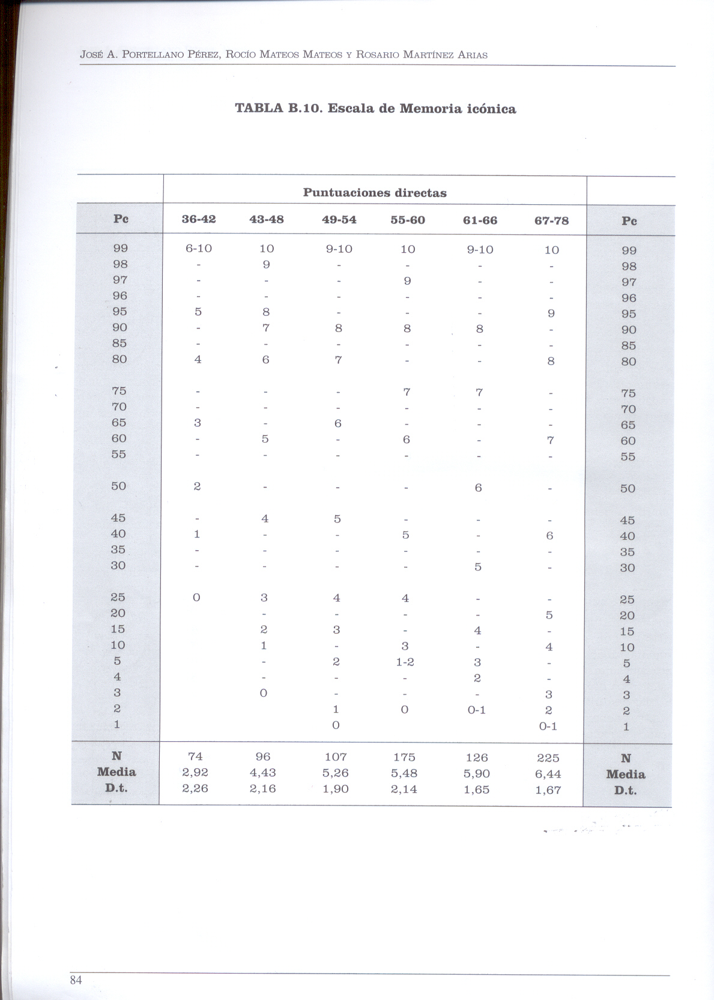 JOSÉ A. PORTELLANO PÉREZ, ROCÍO MATEOS MATEOS Y ROSARIO MARTÍNEZ ARIAS
TABLA B.10. Escala de Memoria icónica
Puntuaciones directas
Pc 36-42 43-48 49-54 55-60 61-66 67-78 Pc
99 6-10 10 9-10 10 9-10 10 99
98 - 9 - - - - 98
97 - - - 9 - - 97
96 - - - - - - 96
95 5 8 - - - 9 95
90 - 7 8 8 8 - 90
85 - - - - - - 85
80 4 6 7 - - 8 80
75 - - - 7 7 - 75
70 - - - - - - 70
65 3 - 6 - - - 65
60 - 5 - 6 - 7 60
55 - - - - - - 55
50 2 - - - 6 - 50
45 - 4 5 - - - 45
40 1 - - 5 - 6 40
35 - - - - - - 35
30 - - - - 5 - 30
25 0 3 4 4 - - 25
20 - - - - 5 20
15 2 3 - 4 - 15
10 1 - 3 - 4 10
5 - 2 1-2 3 - 5
4 - - - 2 - 4
3 0 - - - 3 3
2 1 0 0-1 2 2
1 0 0-1 1
N 74 96 107 175 126 225 N
Media 2,92 4,43 5,26 5,48 5,90 6,44 Media
D.t. 2,26 2,16 1,90 2,14 1,65 1,67 D.t.
84